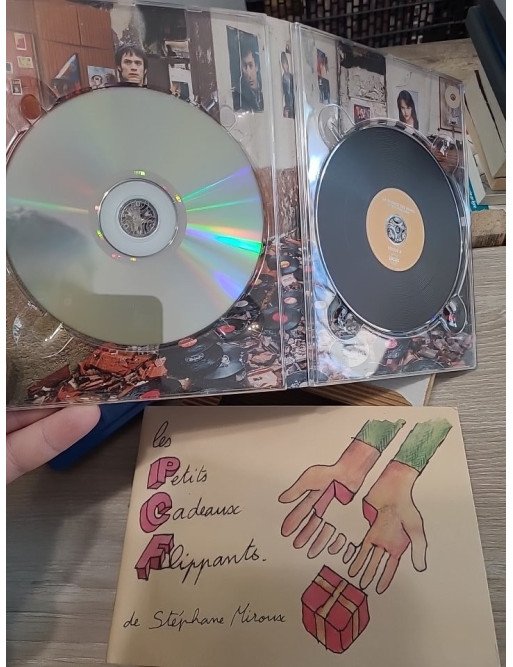 les
Petits
Cadeaux
Flippants.
de Stéphane Miroux